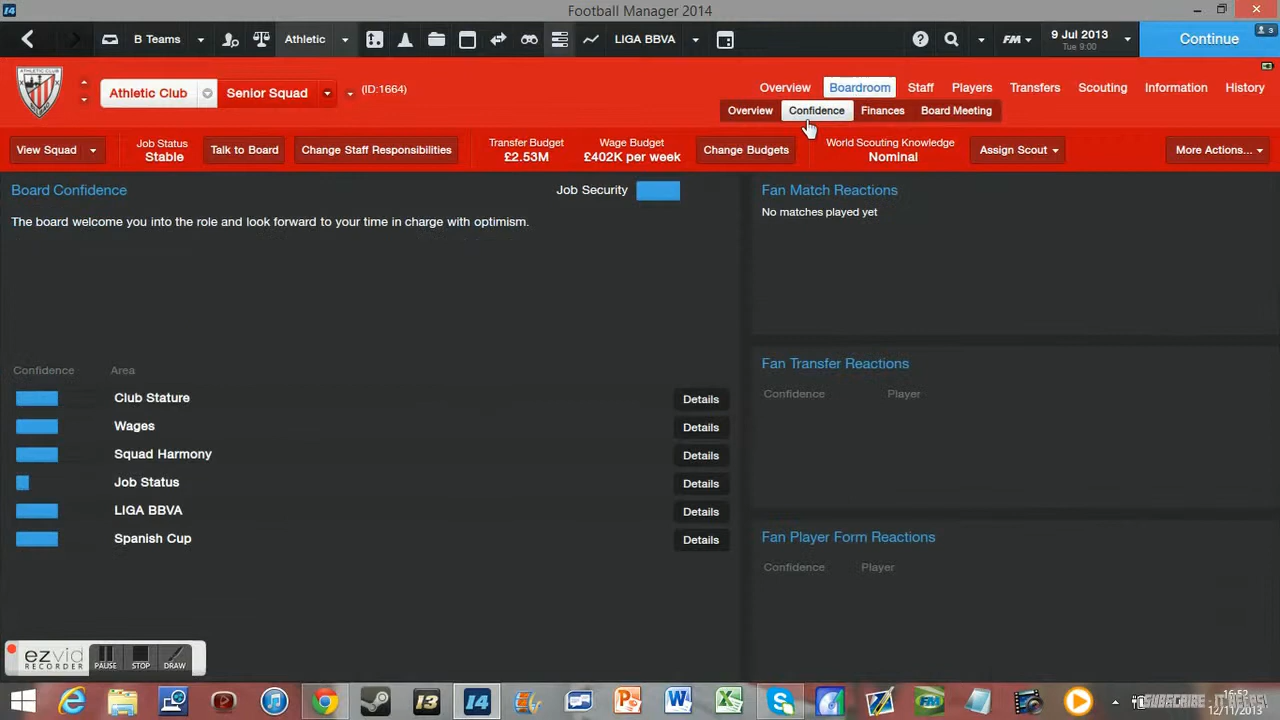 Football Manager 2014
B Teams
Athletic
LIGA BBVA
FM
9 Jul 2013
Tue 9:00
Continue
3
Athletic Club
Senior Squad
(ID:1664)
Overview
Boardroom
Staff
Players
Transfers
Scouting
Information
History
Overview
Confidence
Finances
Board Meeting
View Squad
Job Status
Stable
Talk to Board
Change Staff Responsibilities
Transfer Budget
£2.53M
Wage Budget
£402K per week
Change Budgets
World Scouting Knowledge
Nominal
Assign Scout
More Actions...
Board Confidence
Job Security
The board welcome you into the role and look forward to your time in charge with optimism.
Confidence
Area
Club Stature
Details
Wages
Details
Squad Harmony
Details
Job Status
Details
LIGA BBVA
Details
Spanish Cup
Details
Fan Match Reactions
No matches played yet
Fan Transfer Reactions
Confidence
Player
Fan Player Form Reactions
Confidence
Player
ezvid
RECORDER
PAUSE
STOP
DRAW
16:52
12/11/2013